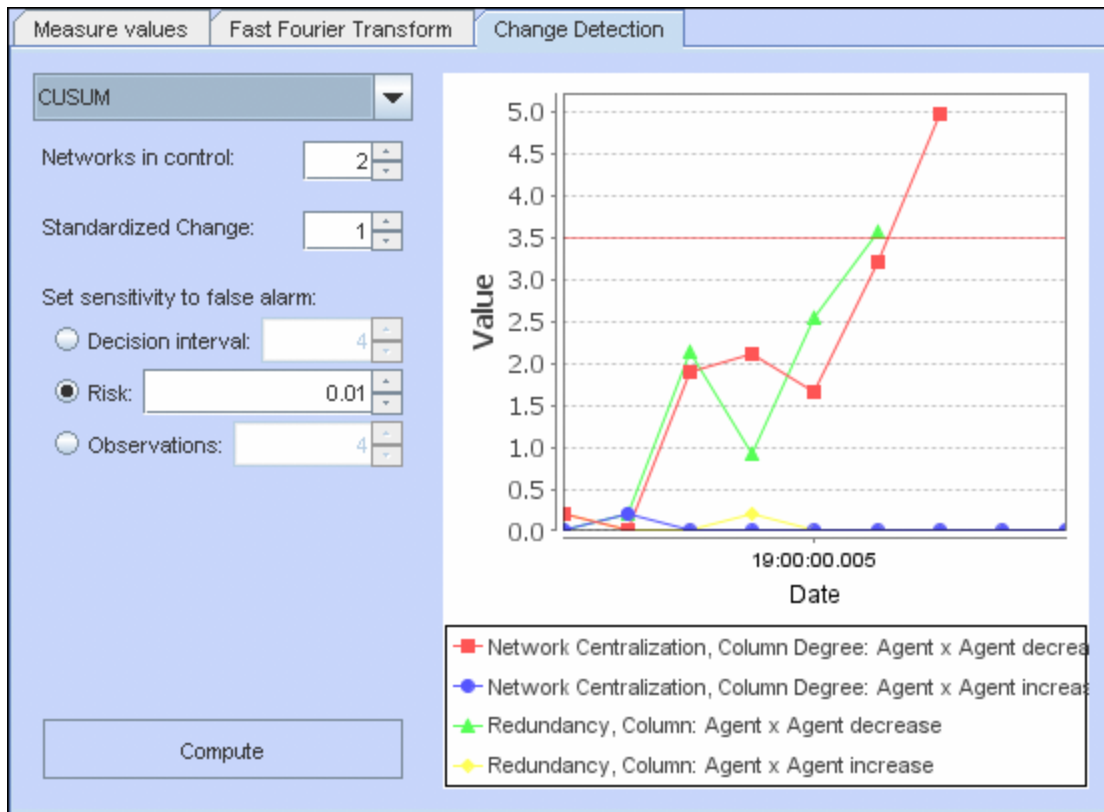 Measure values
Fast Fourier Transform
Change Detection
CUSUM
Networks in control:
2
Standardized Change:
1
Set sensitivity to false alarm:
Decision interval:
4
Risk:
0.01
Observations:
4
Compute
5.0
4.5
4.0
3.5
3.0
2.5
2.0
1.5
1.0
0.5
0.0
Value
19:00:00.005
Date
Network Centralization, Column Degree: Agent x Agent decrea
Network Centralization, Column Degree: Agent x Agent increas
Redundancy, Column: Agent x Agent decrease
Redundancy, Column: Agent x Agent increase